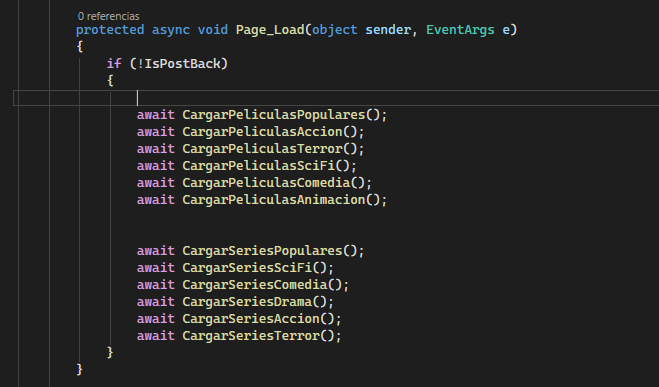 0 referencias
protected async void Page_Load(object sender, EventArgs e)
{
if (!IsPostBack)
{
await CargarPeliculasPopulares();
await CargarPeliculasAccion();
await CargarPeliculasTerror();
await CargarPeliculasSciFi();
await CargarPeliculasComedia();
await CargarPeliculasAnimacion();
await CargarSeriesPopulares();
await CargarSeriesSciFi();
await CargarSeriesComedia();
await CargarSeriesDrama();
await CargarSeriesAccion();
await CargarSeriesTerror();
}
}